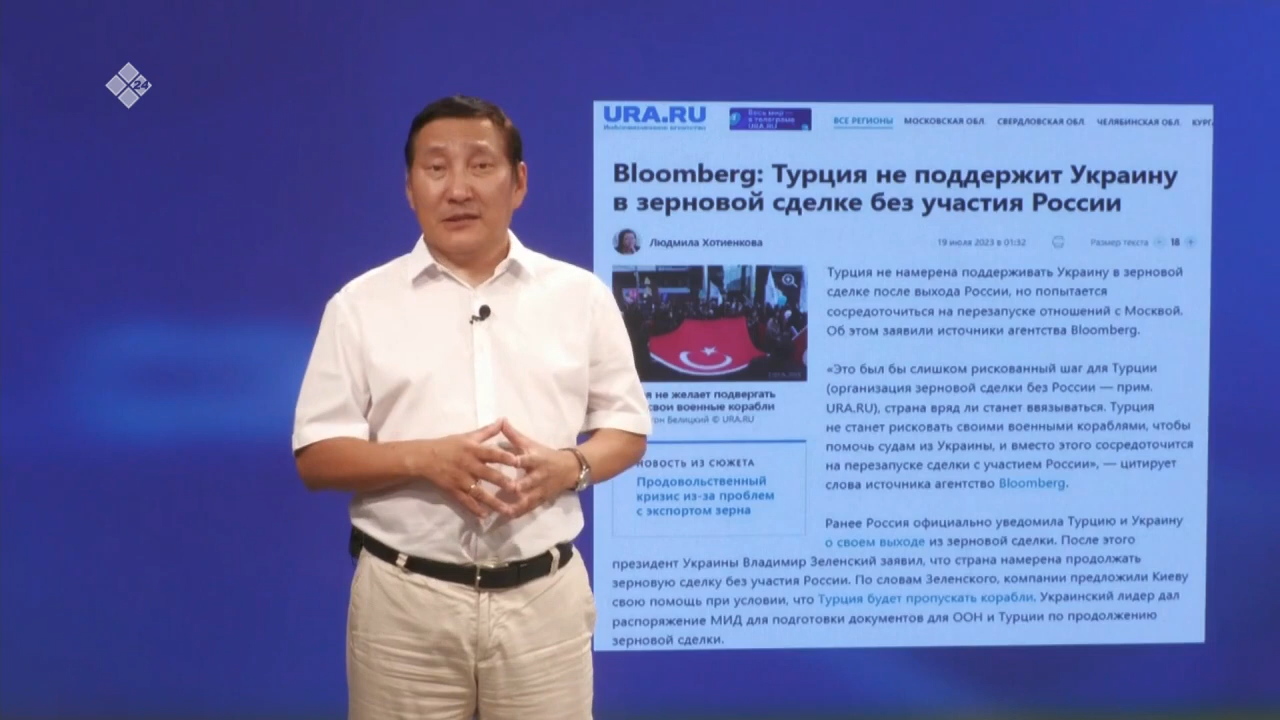 24
URA.RU
Информационное агентство
Весь мир —
в телеграме
URA.RU
ВСЕ РЕГИОНЫ МОСКОВСКАЯ ОБЛ. СВЕРДЛОВСКАЯ ОБЛ. ЧЕЛЯБИНСКАЯ ОБЛ. КУРГ
Bloomberg: Турция не поддержит Украину
в зерновой сделке без участия России
Людмила Хотиенкова
19 июля 2023 в 01:32
Размер текста - 18 +
Турция не намерена поддерживать Украину в зерновой
сделке после выхода России, но попытается
сосредоточиться на перезапуске отношений с Москвой.
Об этом заявили источники агентства Bloomberg.
я не желает подвергать
свои военные корабли
Белицкий © URA.RU
«Это был бы слишком рискованный шаг для Турции
(организация зерновой сделки без России — прим.
URA.RU), страна вряд ли станет ввязываться. Турция
не станет рисковать своими военными кораблями, чтобы
помочь судам из Украины, и вместо этого сосредоточится
на перезапуске сделки с участием России», — цитирует
слова источника агентство Bloomberg.
НОВОСТЬ ИЗ СЮЖЕТА
Продовольственный
кризис из-за проблем
с экспортом зерна
Ранее Россия официально уведомила Турцию и Украину
о своем выходе из зерновой сделки. После этого
президент Украины Владимир Зеленский заявил, что страна намерена продолжать
зерновую сделку без участия России. По словам Зеленского, компании предложили Киеву
свою помощь при условии, что Турция будет пропускать корабли. Украинский лидер дал
распоряжение МИД для подготовки документов для ООН и Турции по продолжению
зерновой сделки.